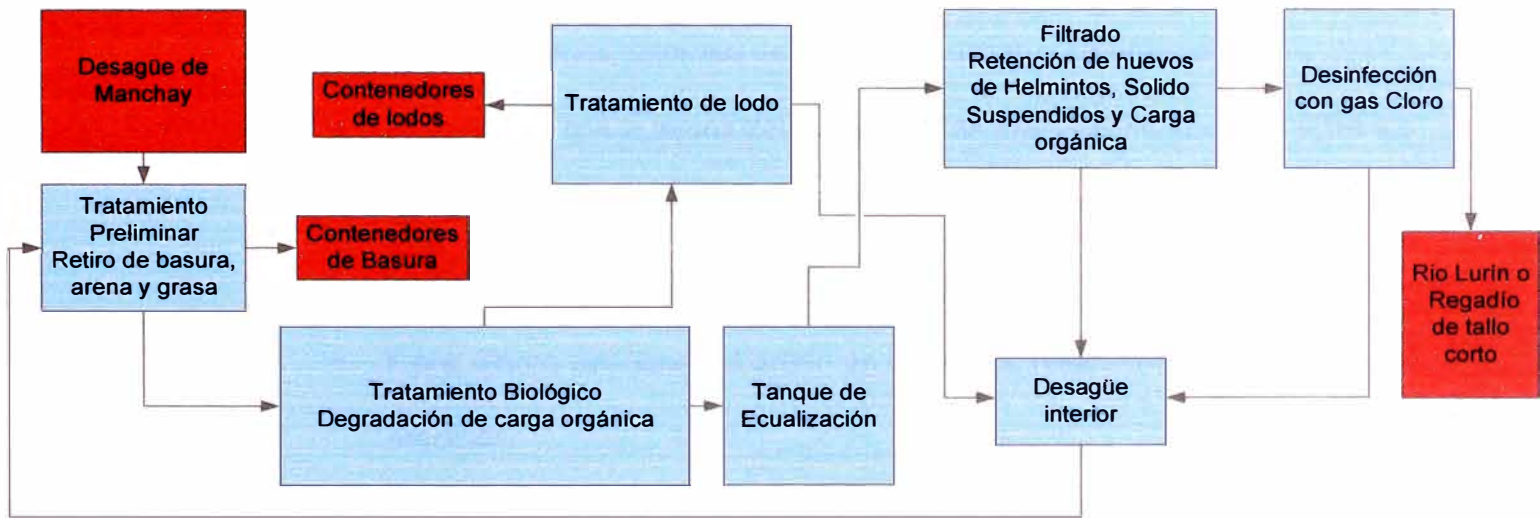 Desagüe de
Manchay
Contenedores
de lodos
Tratamiento de lodo
Filtrado
Retención de huevos
de Helmintos, Solido
Suspendidos y Carga
orgánica
Desinfección
con gas Cloro
Tratamiento
Preliminar
Retiro de basura,
arena y grasa
Contenedores
de Basura
Río Lurín o
Regadío
de tallo
corto
Tratamiento Biológico
Degradación de carga orgánica
Tanque de
Ecualización
Desagüe
interior